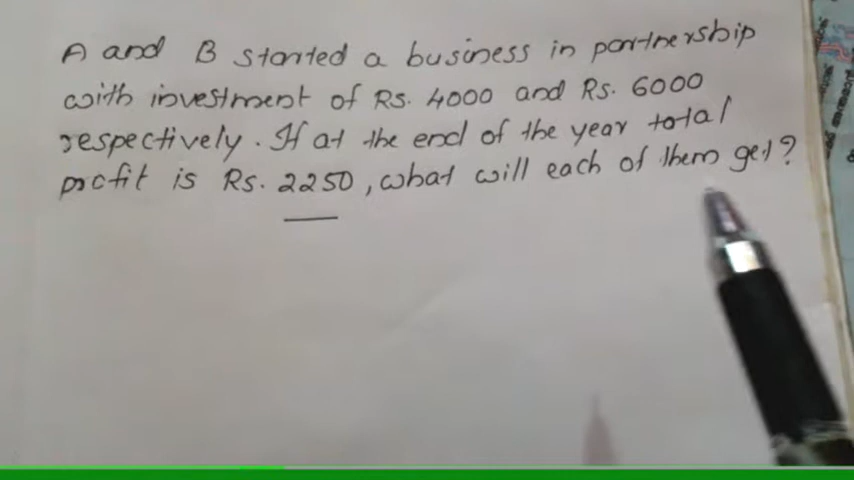 A and B started a business in partnership
with investment of Rs. 4000 and Rs. 6000
respectively. If at the end of the year total
profit is Rs. 2250, what will each of them get?